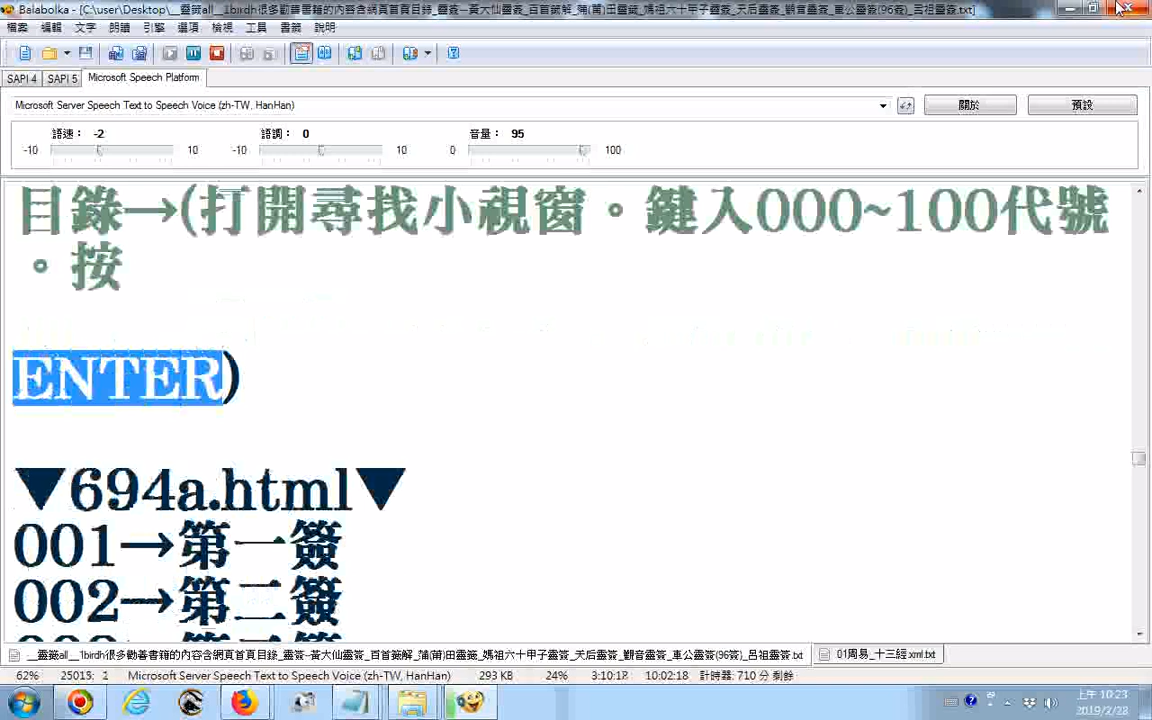 Balabolka - [C:\user\Desktop\__靈籤all__1birdh很多勸善書籍的內容含網頁首頁目錄_靈簽─黃大仙靈簽_百首籤解_蒲(莆)田靈籤_媽祖六十甲子靈簽_天后靈簽_觀音靈簽_車公靈簽(96簽)_呂祖靈簽.txt]
檔案 編輯 文字 朗讀 引擎 選項 檢視 工具 書籤 說明
SAPI 4 SAPI 5 Microsoft Speech Platform
Microsoft Server Speech Text to Speech Voice (zh-TW, HanHan) 關於 預設
語速： -2 語調： 0 音量： 95
-10 10 -10 10 0 100
目錄→(打開尋找小視窗。鍵入000~100代號
。按
ENTER)
▼694a.html▼
001→第一簽
002→第二簽
__靈籤all__1birdh很多勸善書籍的內容含網頁首頁目錄_靈簽─黃大仙靈簽_百首籤解_蒲(莆)田靈籤_媽祖六十甲子靈簽_天后靈簽_觀音靈簽_車公靈簽(96簽)_呂祖靈簽.txt 01周易_十三經.xml.txt
62% 25015: 1 Microsoft Server Speech Text to Speech Voice (zh-TW, HanHan) 293 KB 24% 3:10:18 10:02:18 計時器: 710 分 剩餘
上午 10:23
2019/2/28